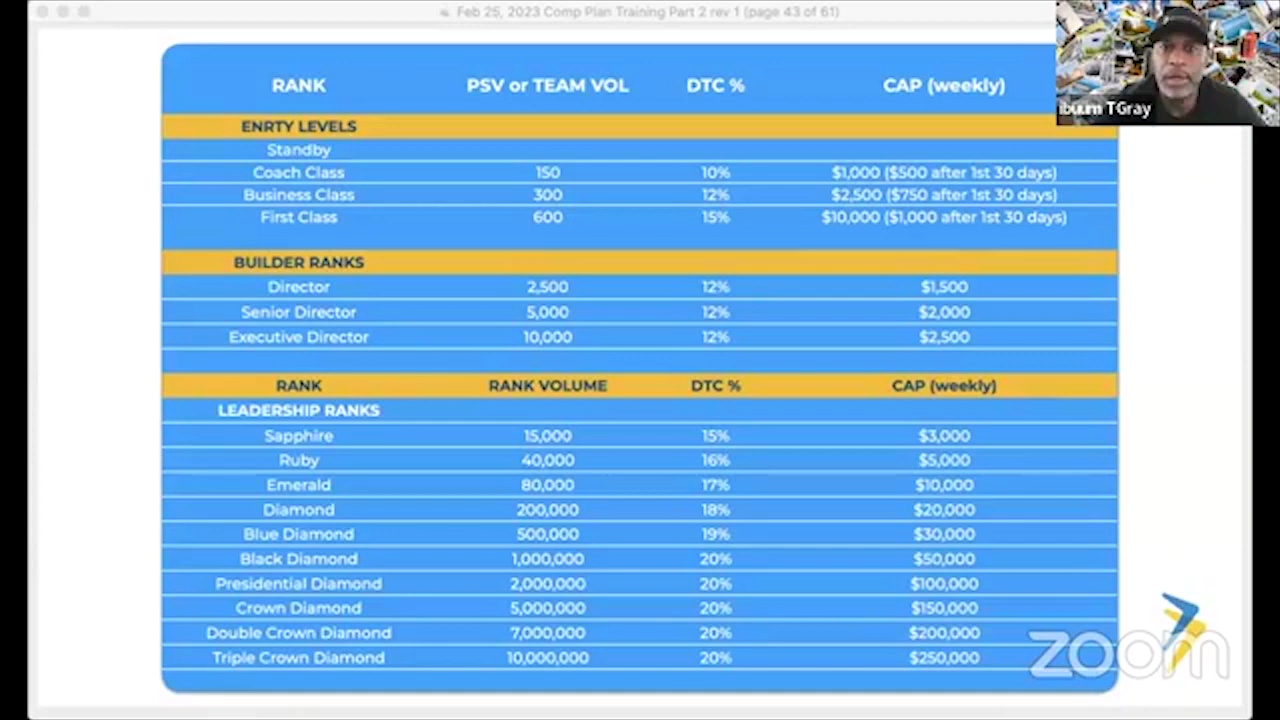 Feb 25, 2023 Comp Plan Training Part 2 rev 1 (page 43 of 61)
RANK PSV or TEAM VOL DTC % CAP (weekly)
ibuum TGray
ENRTY LEVELS
Standby
Coach Class 150 10% $1,000 ($500 after 1st 30 days)
Business Class 300 12% $2,500 ($750 after 1st 30 days)
First Class 600 15% $10,000 ($1,000 after 1st 30 days)
BUILDER RANKS
Director 2,500 12% $1,500
Senior Director 5,000 12% $2,000
Executive Director 10,000 12% $2,500
RANK RANK VOLUME DTC % CAP (weekly)
LEADERSHIP RANKS
Sapphire 15,000 15% $3,000
Ruby 40,000 16% $5,000
Emerald 80,000 17% $10,000
Diamond 200,000 18% $20,000
Blue Diamond 500,000 19% $30,000
Black Diamond 1,000,000 20% $50,000
Presidential Diamond 2,000,000 20% $100,000
Crown Diamond 5,000,000 20% $150,000
Double Crown Diamond 7,000,000 20% $200,000
Triple Crown Diamond 10,000,000 20% $250,000
zoom